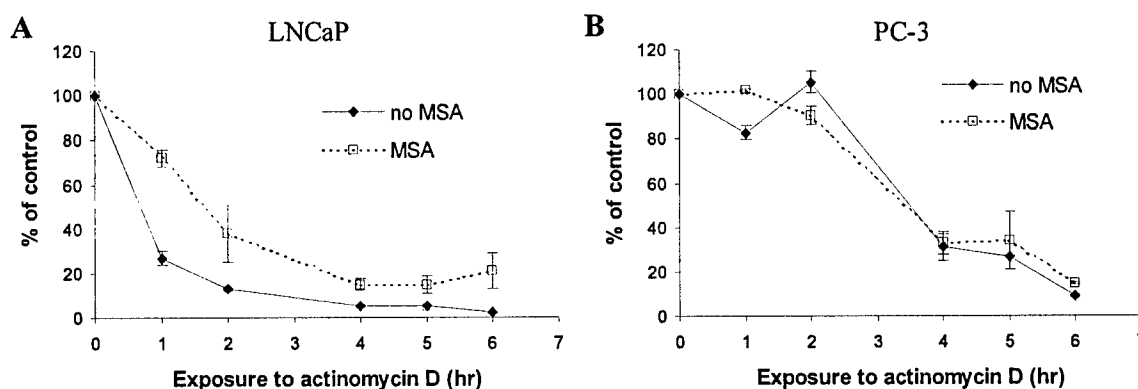 A
LNCaP
120
100
80
60
40
20
0
% of control
no MSA
MSA
0 1 2 3 4 5 6 7
Exposure to actinomycin D (hr)
B
PC-3
120
100
80
60
40
20
0
% of control
no MSA
MSA
0 1 2 3 4 5 6 7
Exposure to actinomycin D (hr)